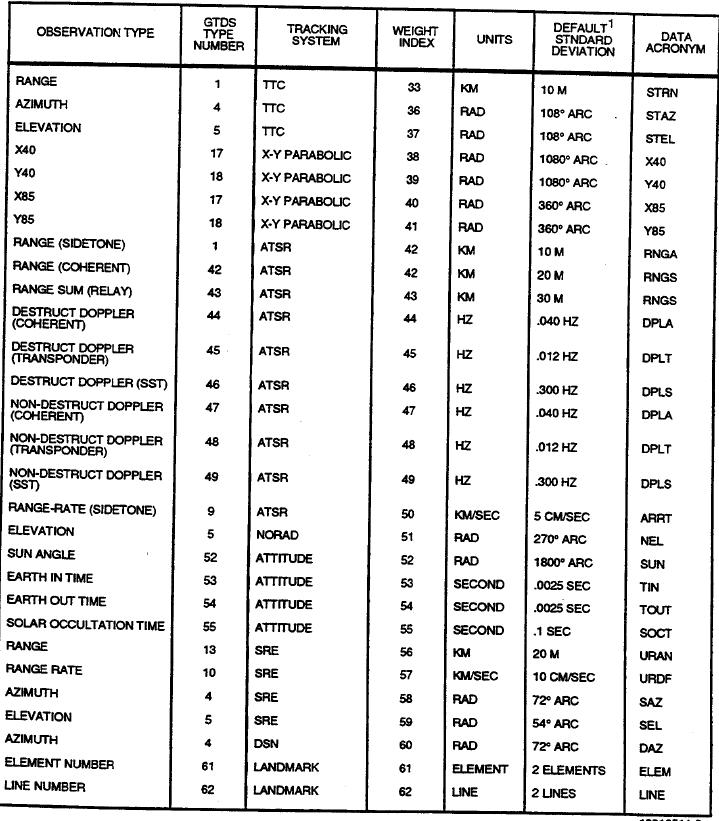 OBSERVATION TYPE | GTDS TYPE NUMBER | TRACKING SYSTEM | WEIGHT INDEX | UNITS | DEFAULT1 STNDARD DEVIATION | DATA ACRONYM
RANGE | 1 | TTC | 33 | KM | 10 M | STRN
AZIMUTH | 4 | TTC | 36 | RAD | 108° ARC | STAZ
ELEVATION | 5 | TTC | 37 | RAD | 108° ARC | STEL
X40 | 17 | X-Y PARABOLIC | 38 | RAD | 1080° ARC | X40
Y40 | 18 | X-Y PARABOLIC | 39 | RAD | 1080° ARC | Y40
X85 | 17 | X-Y PARABOLIC | 40 | RAD | 360° ARC | X85
Y85 | 18 | X-Y PARABOLIC | 41 | RAD | 360° ARC | Y85
RANGE (SIDETONE) | 1 | ATSR | 42 | KM | 10 M | RNGA
RANGE (COHERENT) | 42 | ATSR | 42 | KM | 20 M | RNGS
RANGE SUM (RELAY) | 43 | ATSR | 43 | KM | 30 M | RNGS
DESTRUCT DOPPLER (COHERENT) | 44 | ATSR | 44 | HZ | .040 HZ | DPLA
DESTRUCT DOPPLER (TRANSPONDER) | 45 | ATSR | 45 | HZ | .012 HZ | DPLT
DESTRUCT DOPPLER (SST) | 46 | ATSR | 46 | HZ | .300 HZ | DPLS
NON-DESTRUCT DOPPLER (COHERENT) | 47 | ATSR | 47 | HZ | .040 HZ | DPLA
NON-DESTRUCT DOPPLER (TRANSPONDER) | 48 | ATSR | 48 | HZ | .012 HZ | DPLT
NON-DESTRUCT DOPPLER (SST) | 49 | ATSR | 49 | HZ | .300 HZ | DPLS
RANGE-RATE (SIDETONE) | 9 | ATSR | 50 | KM/SEC | 5 CM/SEC | ARRT
ELEVATION | 5 | NORAD | 51 | RAD | 270° ARC | NEL
SUN ANGLE | 52 | ATTITUDE | 52 | RAD | 1800° ARC | SUN
EARTH IN TIME | 53 | ATTITUDE | 53 | SECOND | .0025 SEC | TIN
EARTH OUT TIME | 54 | ATTITUDE | 54 | SECOND | .0025 SEC | TOUT
SOLAR OCCULTATION TIME | 55 | ATTITUDE | 55 | SECOND | .1 SEC | SOCT
RANGE | 13 | SRE | 56 | KM | 20 M | URAN
RANGE RATE | 10 | SRE | 57 | KM/SEC | 10 CM/SEC | URDF
AZIMUTH | 4 | SRE | 58 | RAD | 72° ARC | SAZ
ELEVATION | 5 | SRE | 59 | RAD | 54° ARC | SEL
AZIMUTH | 4 | DSN | 60 | RAD | 72° ARC | DAZ
ELEMENT NUMBER | 61 | LANDMARK | 61 | ELEMENT | 2 ELEMENTS | ELEM
LINE NUMBER | 62 | LANDMARK | 62 | LINE | 2 LINES | LINE